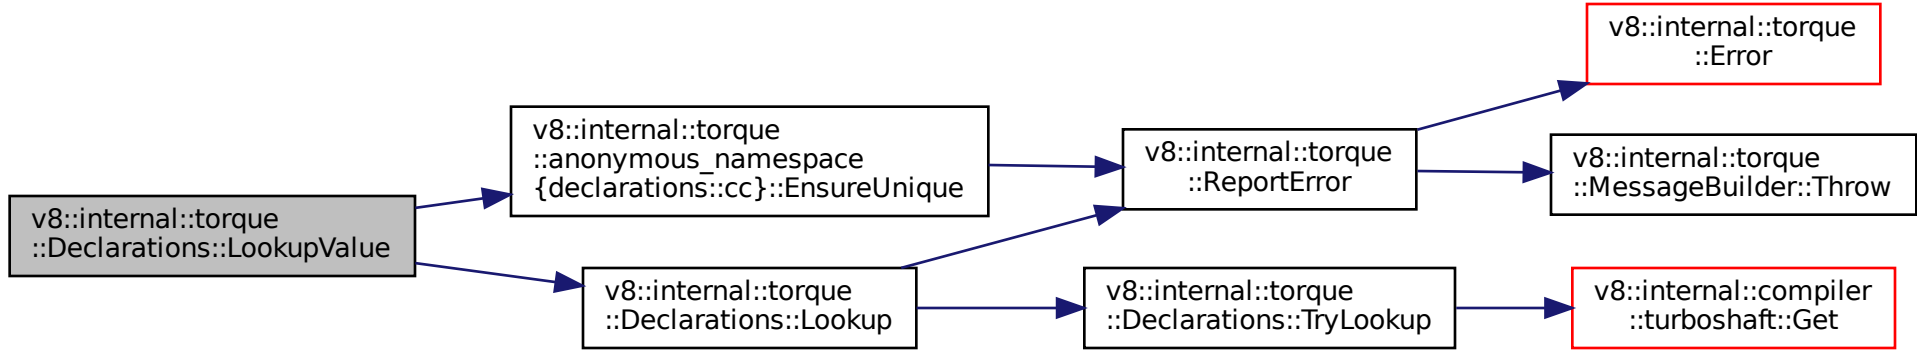 v8::internal::torque
::Declarations::LookupValue
v8::internal::torque
::anonymous_namespace
{declarations::cc}::EnsureUnique
v8::internal::torque
::ReportError
v8::internal::torque
::Error
v8::internal::torque
::MessageBuilder::Throw
v8::internal::torque
::Declarations::Lookup
v8::internal::torque
::Declarations::TryLookup
v8::internal::compiler
::turboshaft::Get